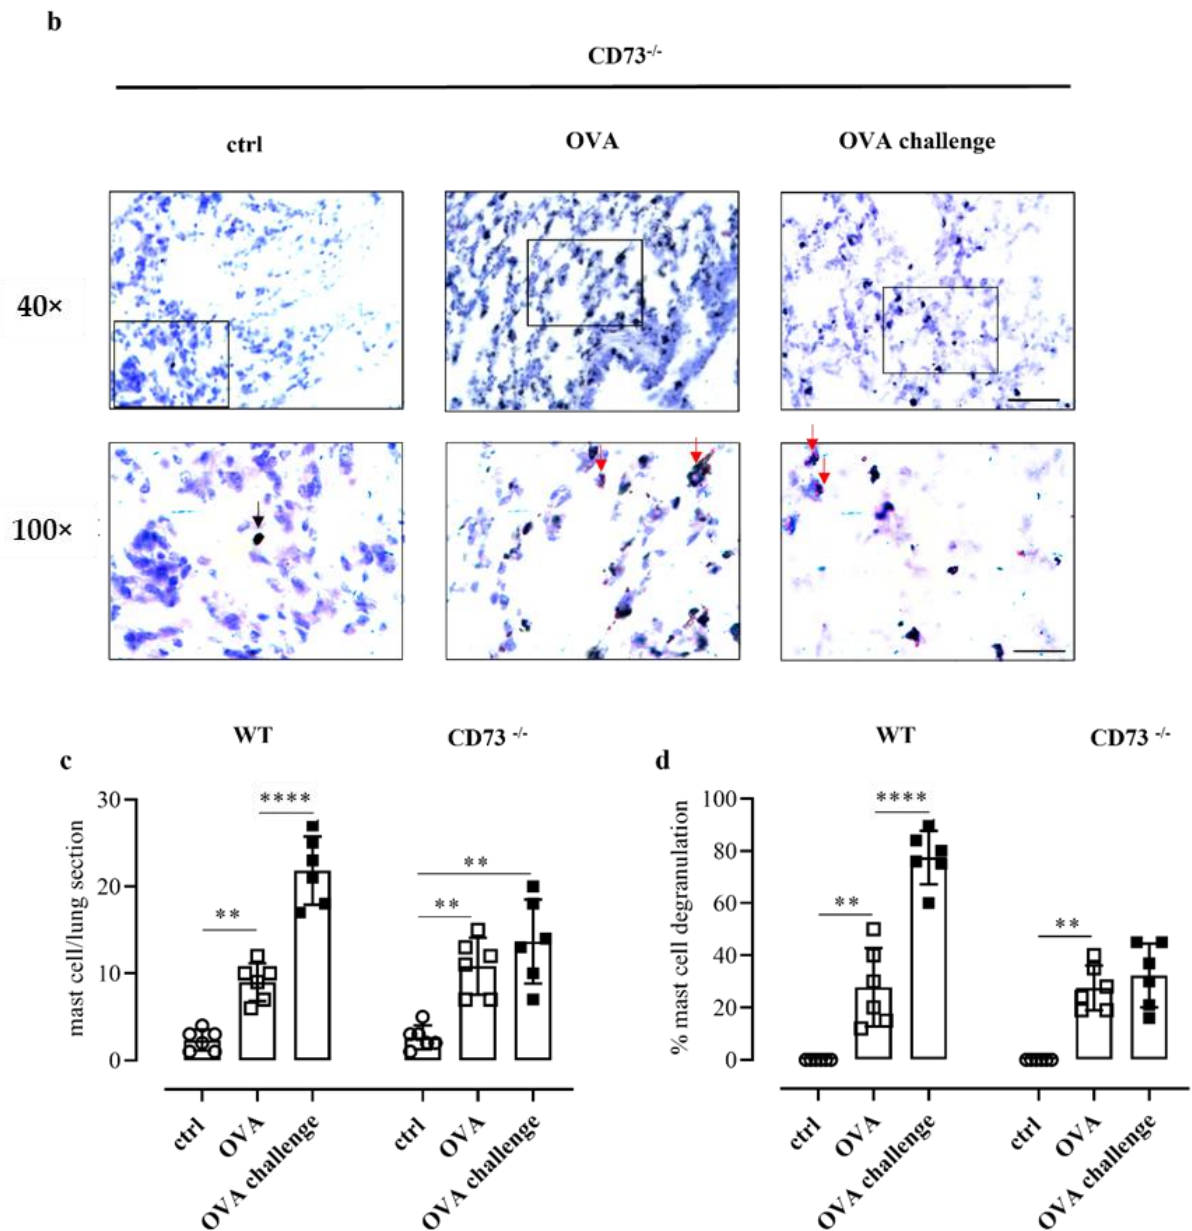 b
CD73-/-
ctrl OVA OVA challenge
40×
100×
WT CD73 -/- WT CD73 -/-
c d
mast cell/lung section
30
20
10
0
** **** ** **
ctrl OVA OVA challenge ctrl OVA OVA challenge
% mast cell degranulation
100
80
60
40
20
0
** **** **
ctrl OVA OVA challenge ctrl OVA OVA challenge